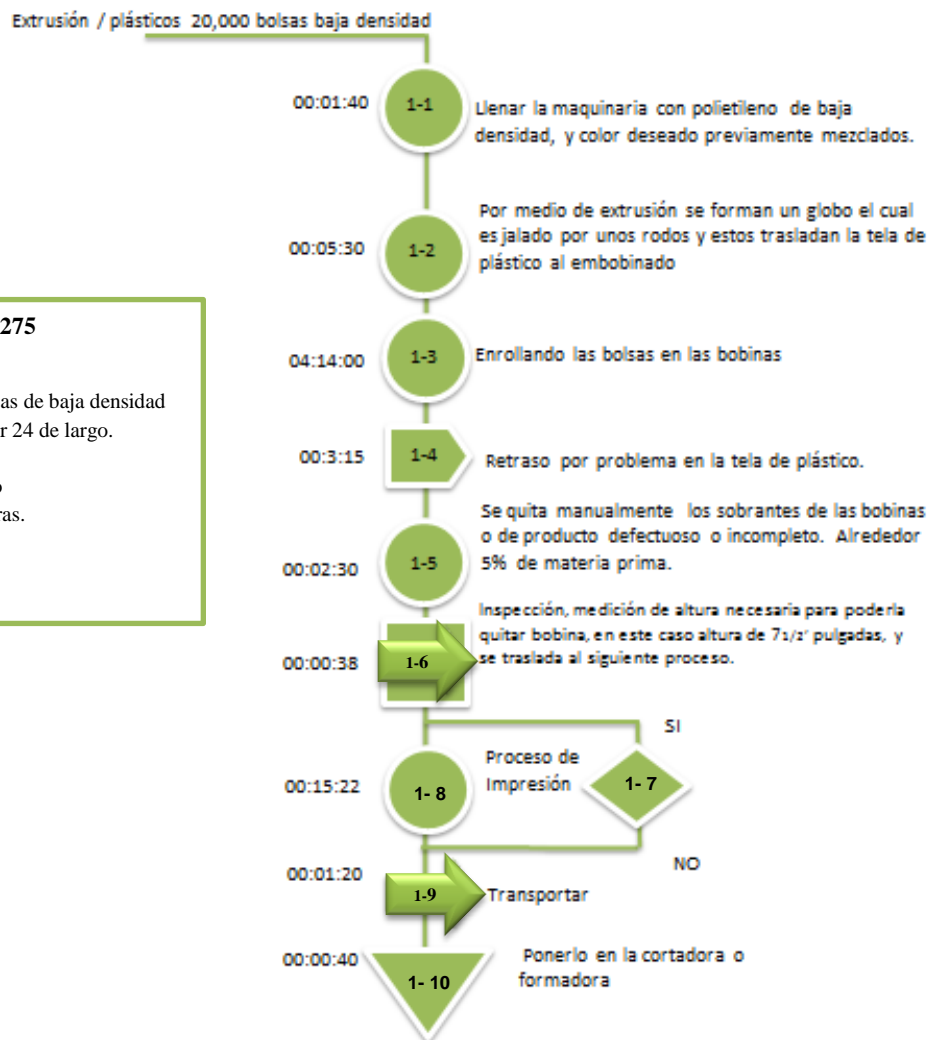 Extrusión / plásticos 20,000 bolsas baja densidad
00:01:40
1-1
Llenar la maquinaria con polietileno de baja
densidad, y color deseado previamente mezclados.
00:05:30
1-2
Por medio de extrusión se forman un globo el cual
es jalado por unos rodos y estos trasladan la tela de
plástico al embobinado
275
as de baja densidad
r 24 de largo.
o
ras.
04:14:00
1-3
Enrollando las bolsas en las bobinas
00:3:15
1-4
Retraso por problema en la tela de plástico.
00:02:30
1-5
Se quita manualmente los sobrantes de las bobinas
o de producto defectuoso o incompleto. Alrededor
5% de materia prima.
00:00:38
1-6
Inspección, medición de altura necesaria para poderla
quitar bobina, en este caso altura de 71/2' pulgadas, y
se traslada al siguiente proceso.
SI
00:15:22
1- 8
Proceso de
Impresión
1- 7
NO
00:01:20
1-9
Transportar
00:00:40
1- 10
Ponerlo en la cortadora o
formadora